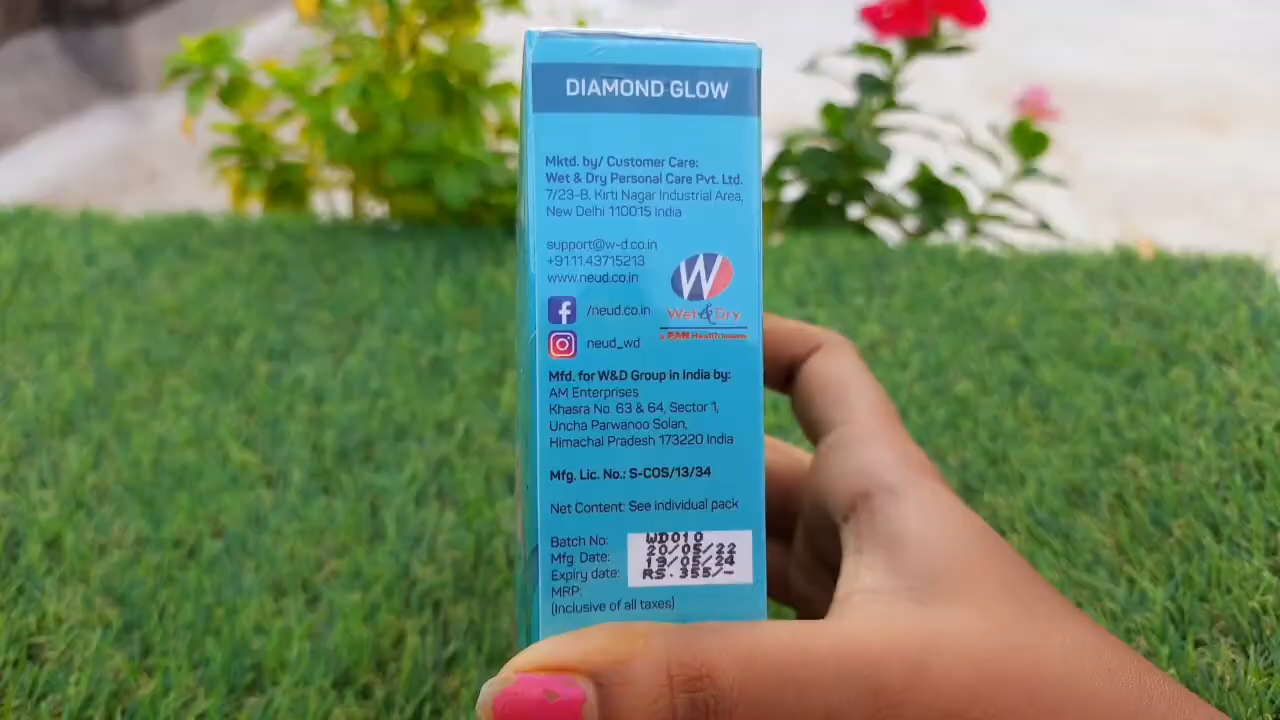 DIAMOND GLOW
Mktd. by/ Customer Care:
Wet & Dry Personal Care Pvt. Ltd.
7/23-B, Kirti Nagar Industrial Area,
New Delhi 110015 India
support@w-d.co.in
+91.11.43715213
www.neud.co.in
/neud.co.in
neud_wd
W
Wet & Dry
a PAN Health
Mfd. for W&D Group in India by:
AM Enterprises
Khasra No. 63 & 64, Sector 1,
Uncha Parwanoo Solan,
Himachal Pradesh 173220 India
Mfg. Lic. No.: S-COS/13/34
Net Content: See individual pack
Batch No: WD010
Mfg. Date: 20/05/22
Expiry date: 19/05/24
MRP: RS. 355/-
(Inclusive of all taxes)